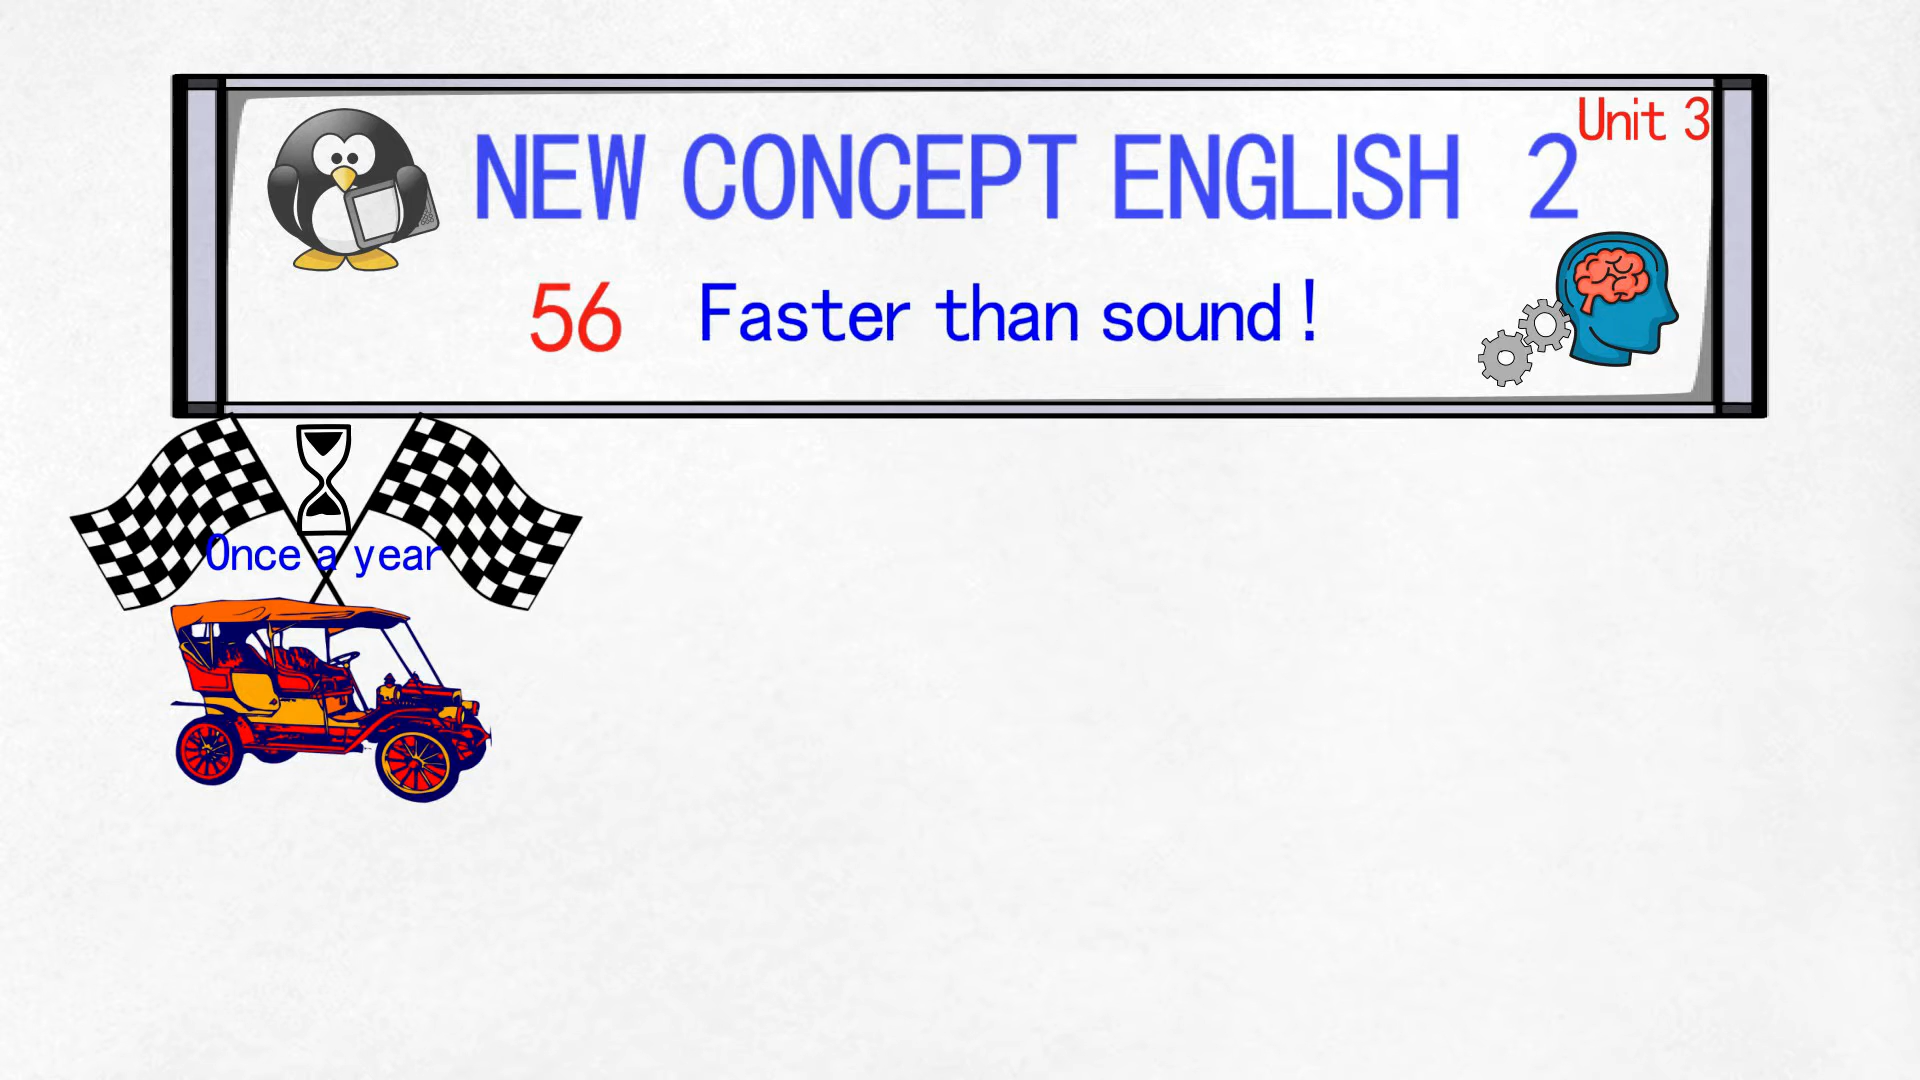 Unit 3
NEW CONCEPT ENGLISH 2
56 Faster than sound!
Once a year